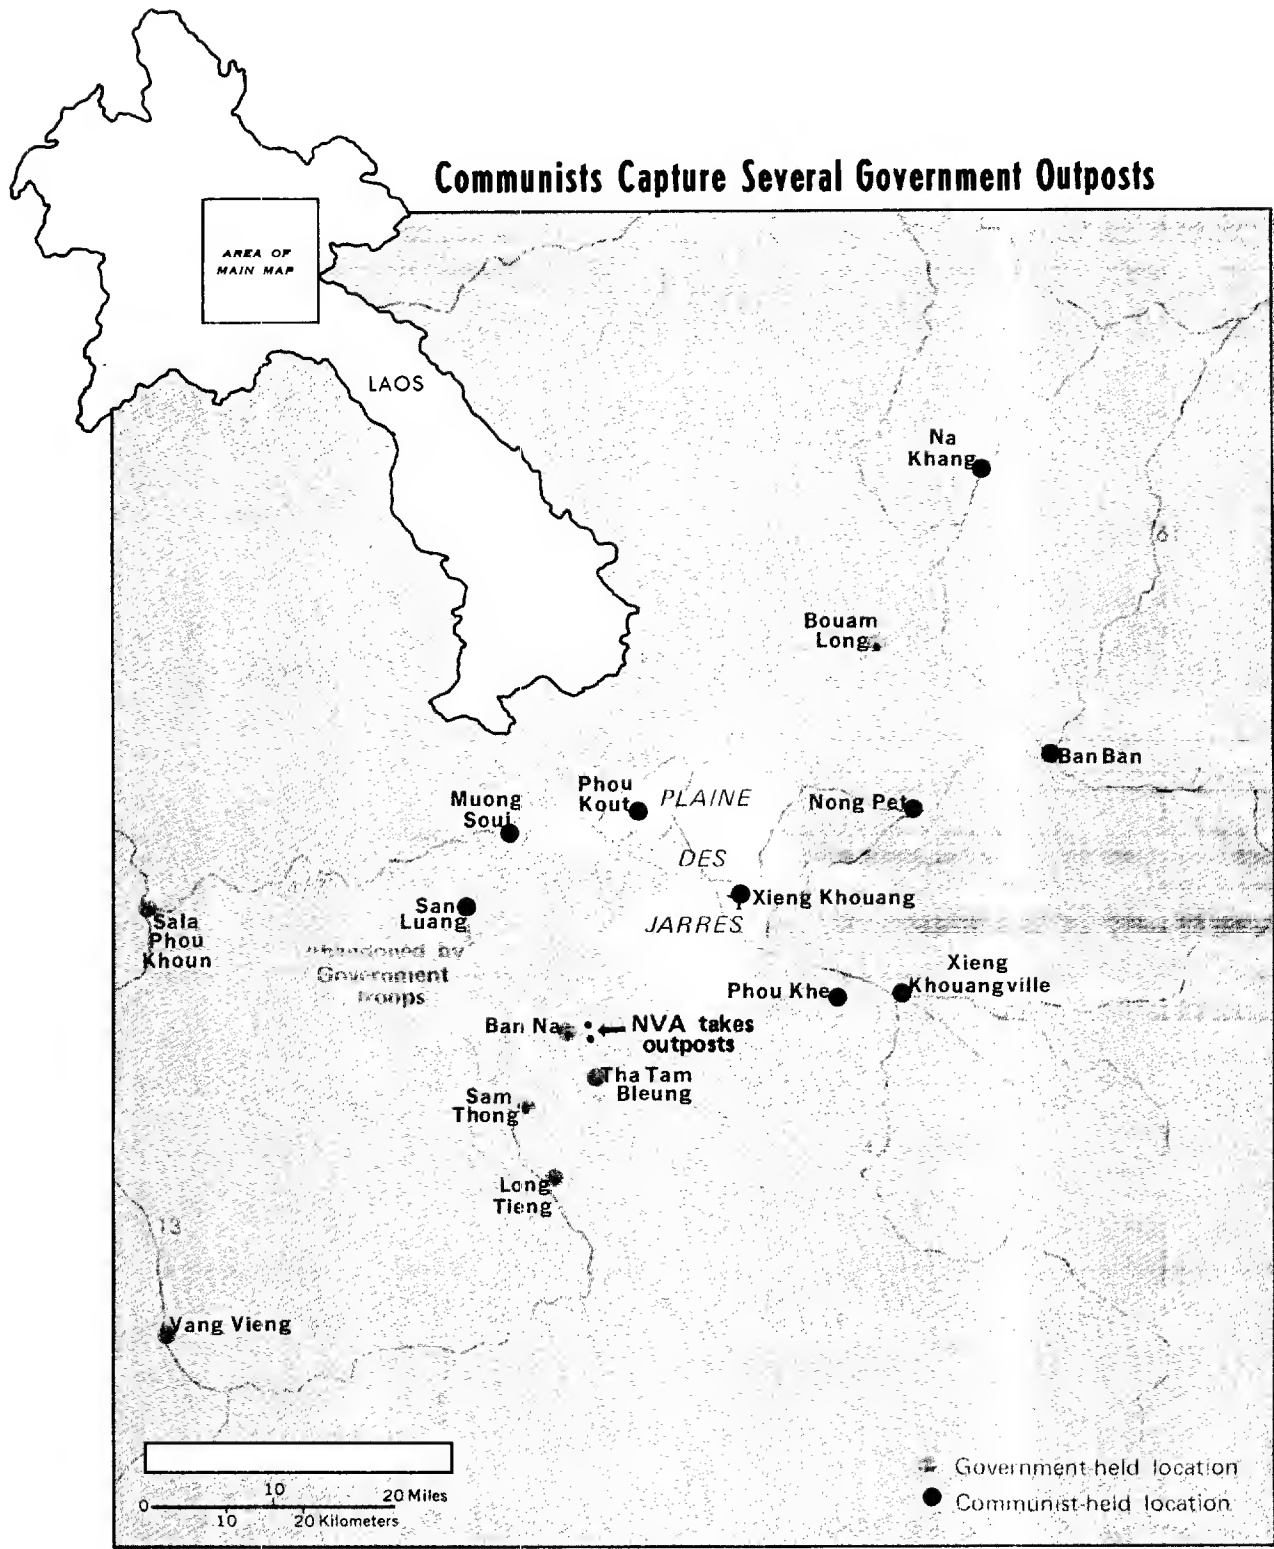 Communists Capture Several Government Outposts
AREA OF
MAIN MAP
LAOS
Na
Khang
6
Bouam
Long
Ban Ban
Phou
Kout
PLAINE
Nong Pet
Muong
Soui
DES
Xieng Khouang
San
Luang
JARRES
Sala
Phou
Khoun
Abandoned by
Government
troops
Xieng
Khouangville
Phou Khe
Ban Na
NVA takes
outposts
Tha Tam
Bleung
Sam
Thong
Long
Tieng
13
Vang Vieng
Government-held location
Communist-held location
0 10 20 Miles
10 20 Kilometers